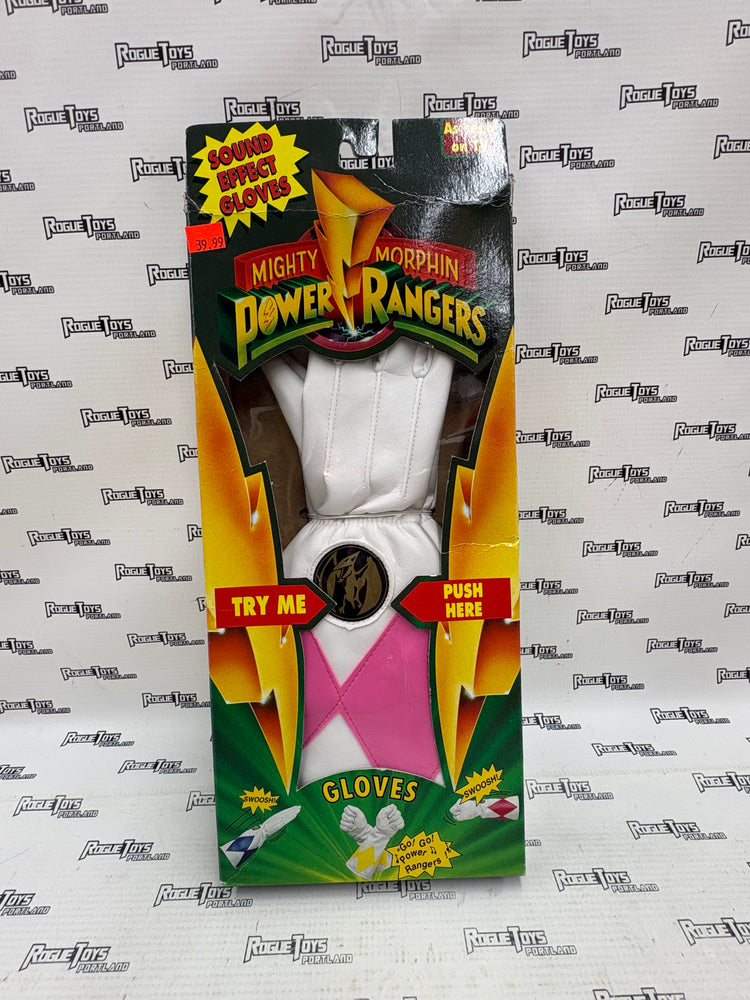 SOUND
EFFECT
GLOVES
39.99
MIGHTY MORPHIN
POWER RANGERS
TRY ME
PUSH
HERE
GLOVES
SWOOSH!
SWOOSH!
Go! Go!
Power
Rangers
ROGUE TOYS
PORTLAND